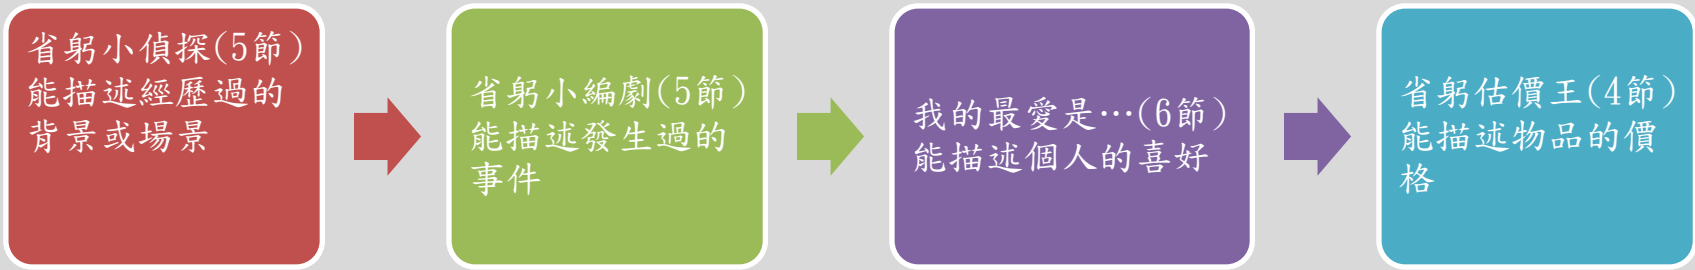 省躬小偵探(5節)
能描述經歷過的
背景或場景
省躬小編劇(5節)
能描述發生過的
事件
我的最愛是…(6節)
能描述個人的喜好
省躬估價王(4節)
能描述物品的價
格